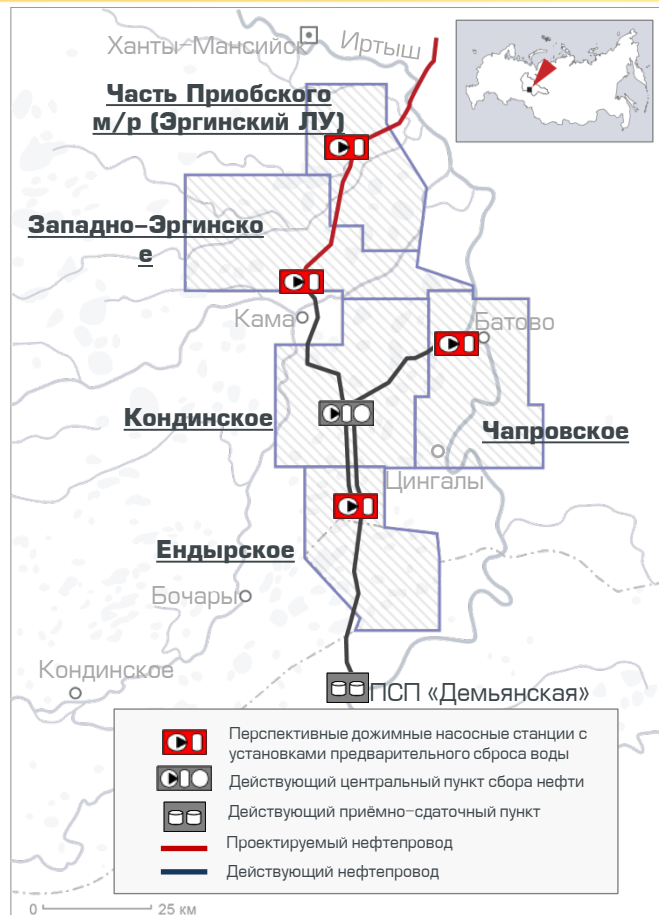 Ханты-Мансийск
Иртыш
Часть Приобского
м/р (Эргинский ЛУ)
Западно-Эргинско
е
Кама
Батово
Кондинское
Чапровское
Цингалы
Ендырское
Бочары
Кондинское
ПСП «Демьянская»
Перспективные дожимные насосные станции с
установками предварительного сброса воды
Действующий центральный пункт сбора нефти
Действующий приёмно-сдаточный пункт
Проектируемый нефтепровод
Действующий нефтепровод
0 25 км